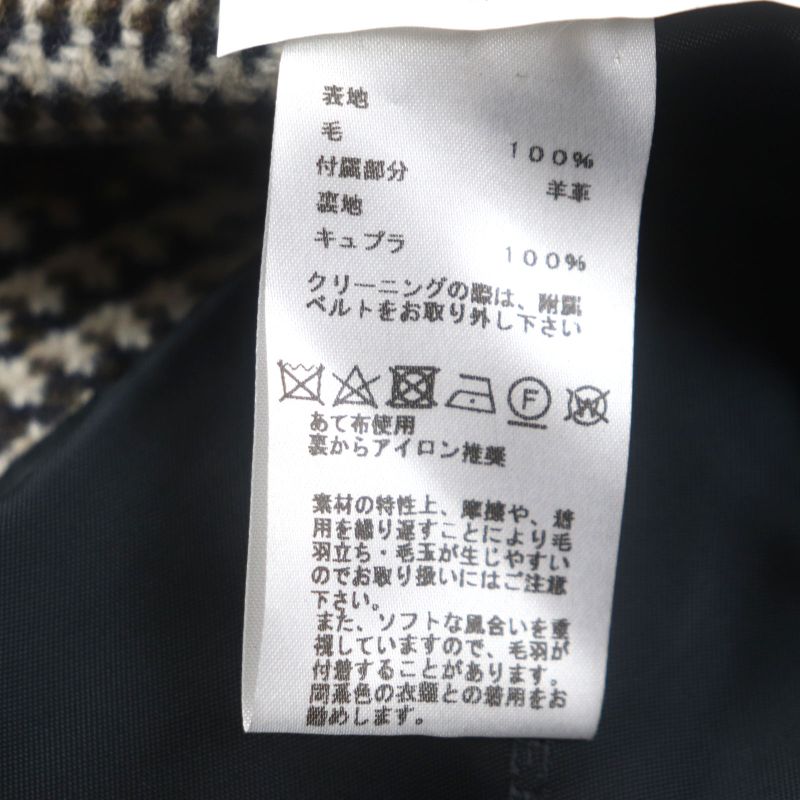 表地
毛 100%
付属部分 羊革
裏地
キュプラ 100%
クリーニングの際は、附属
ベルトをお取り外し下さい
F W
あて布使用
裏からアイロン推奨
素材の特性上、摩擦や、着
用を繰り返すことにより毛
羽立ち・毛玉が生じやすい
のでお取り扱いにはご注意
下さい。
また、ソフトな風合いを重
視していますので、毛羽が
付着することがあります。
同系色の衣類との着用をお
勧めします。